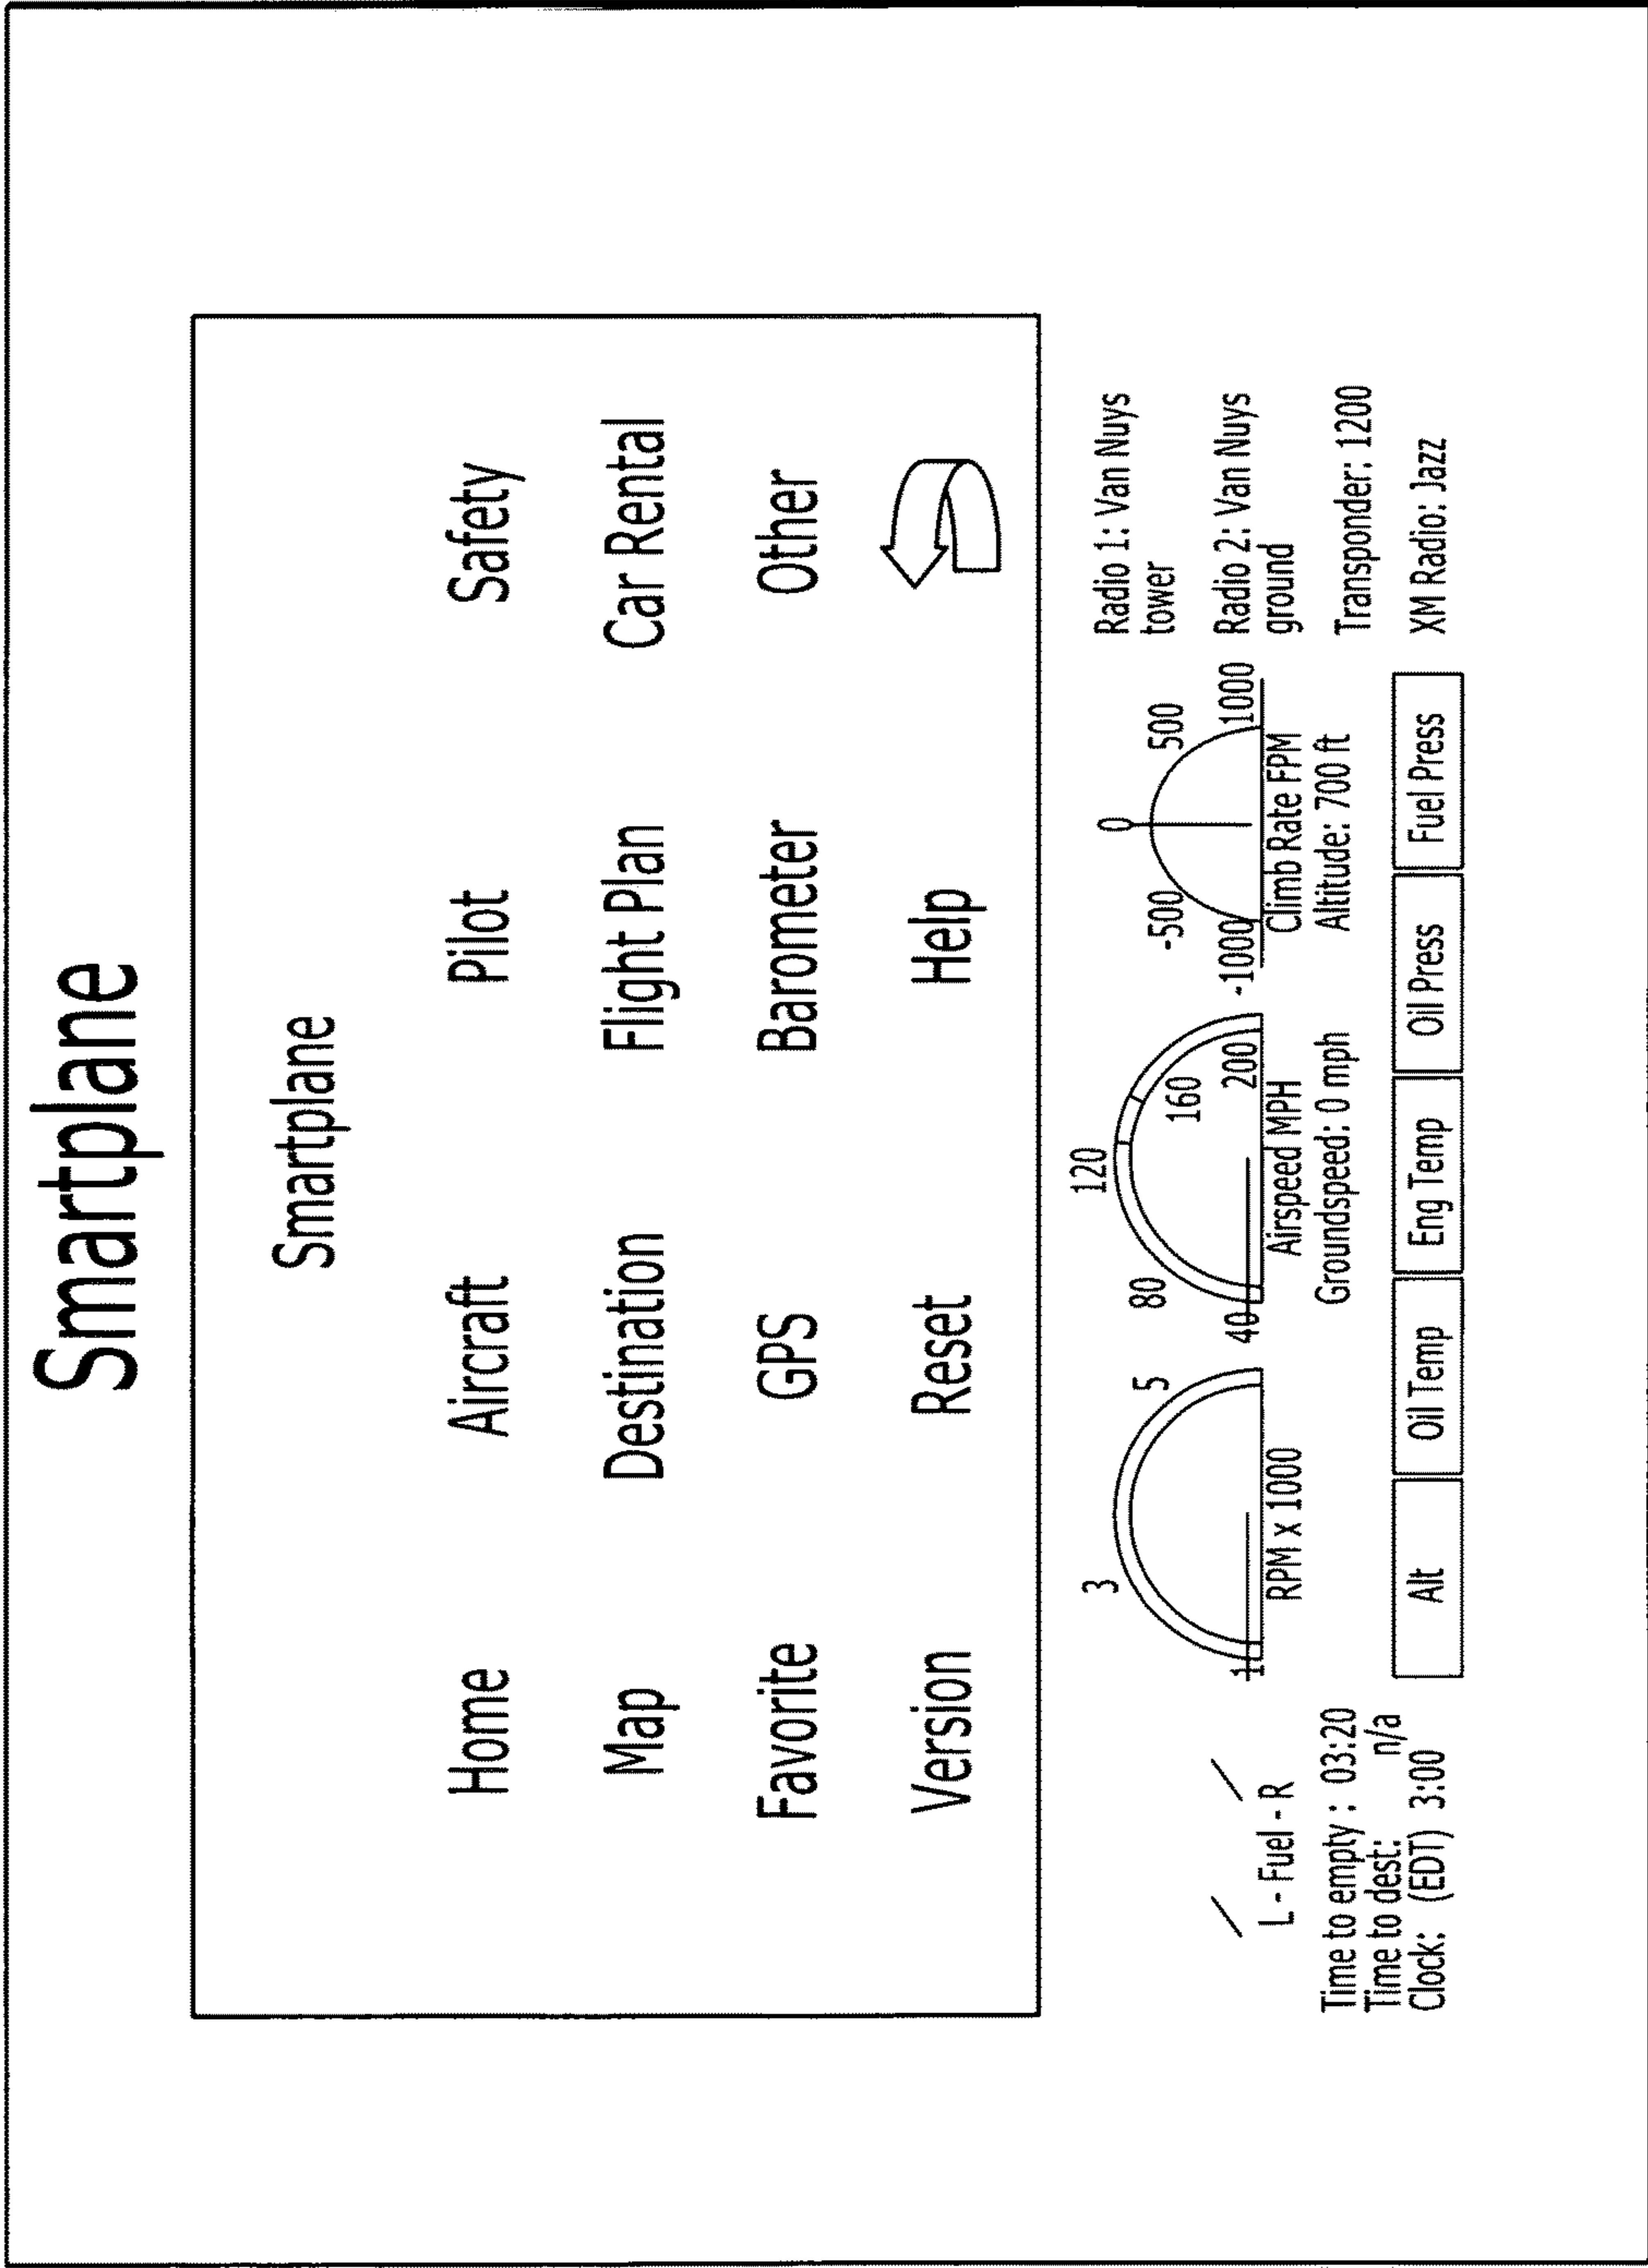 Smartplane
Smartplane
Home Aircraft Pilot Safety
Map Destination Flight Plan Car Rental
Favorite GPS Barometer Other
Version Reset Help
L - Fuel - R
Time to empty : 03:20
Time to dest: n/a
Clock: (EDT) 3:00
1 3 5
RPM x 1000
40 80 120 160 200
Airspeed MPH
Groundspeed: 0 mph
-1000 -500 0 500 1000
Climb Rate FPM
Altitude: 700 ft
Alt Oil Temp Eng Temp Oil Press Fuel Press
Radio 1: Van Nuys
tower
Radio 2: Van Nuys
ground
Transponder: 1200
XM Radio: Jazz